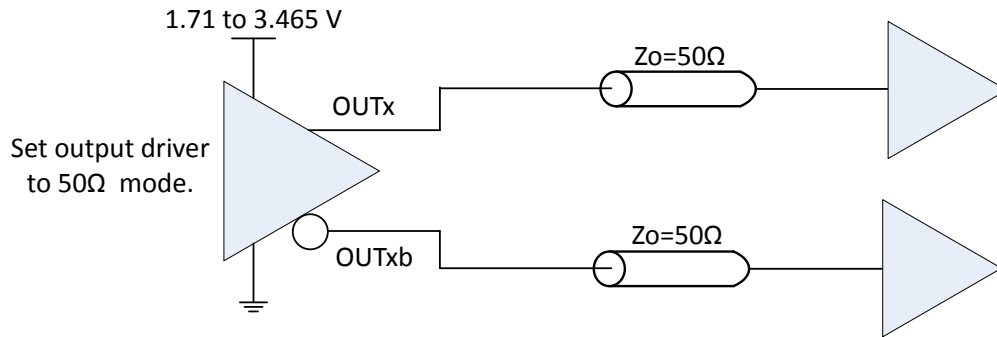 1.71 to 3.465 V
Zo=50Ω
OUTx
Set output driver
to 50Ω mode.
Zo=50Ω
OUTxb